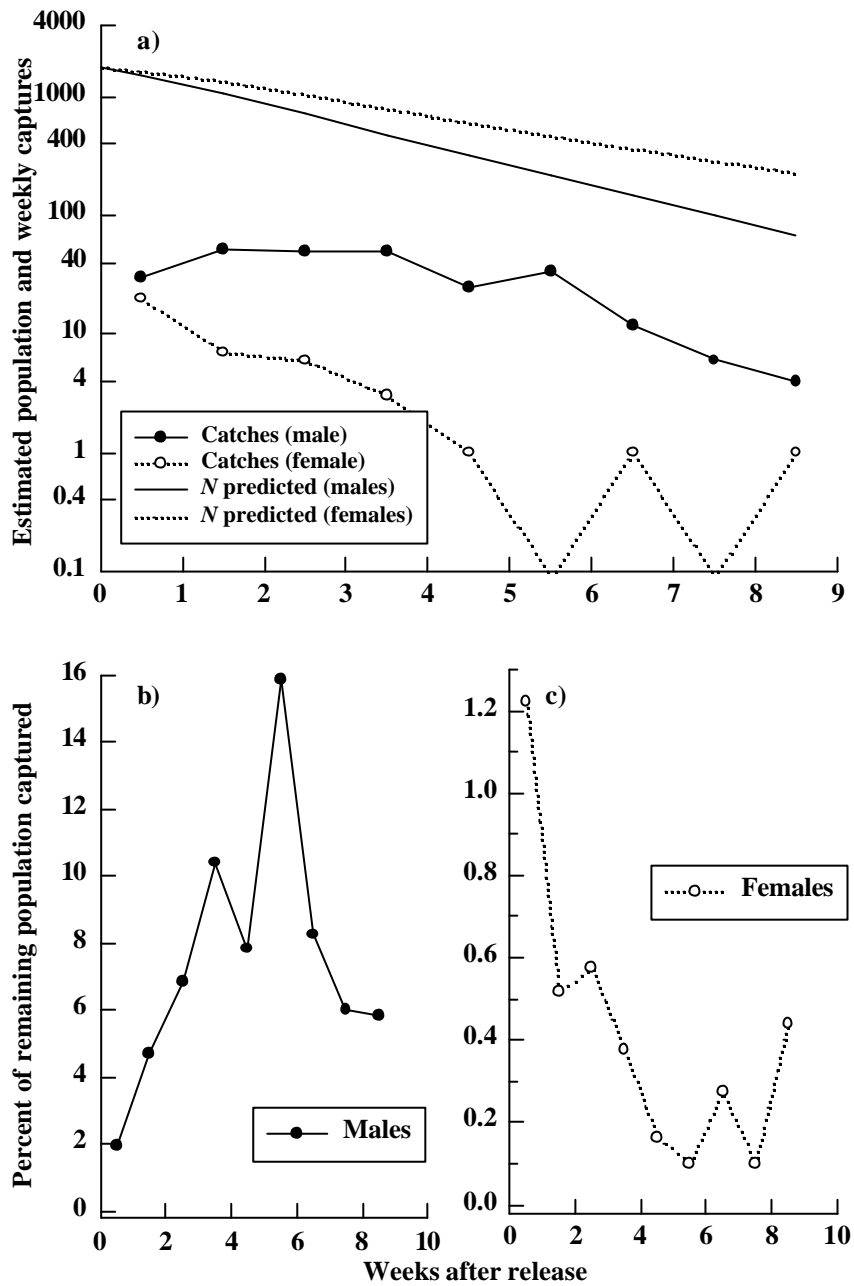 a)
Estimated population and weekly captures
4000
1000
400
100
40
10
4
1
0.4
0.1
Catches (male)
Catches (female)
N predicted (males)
N predicted (females)
0 1 2 3 4 5 6 7 8 9
b)
Percent of remaining population captured
16
14
12
10
8
6
4
2
0
Males
0 2 4 6 8 10
c)
1.2
1.0
0.8
0.6
0.4
0.2
0.0
Females
0 2 4 6 8 10
Weeks after release